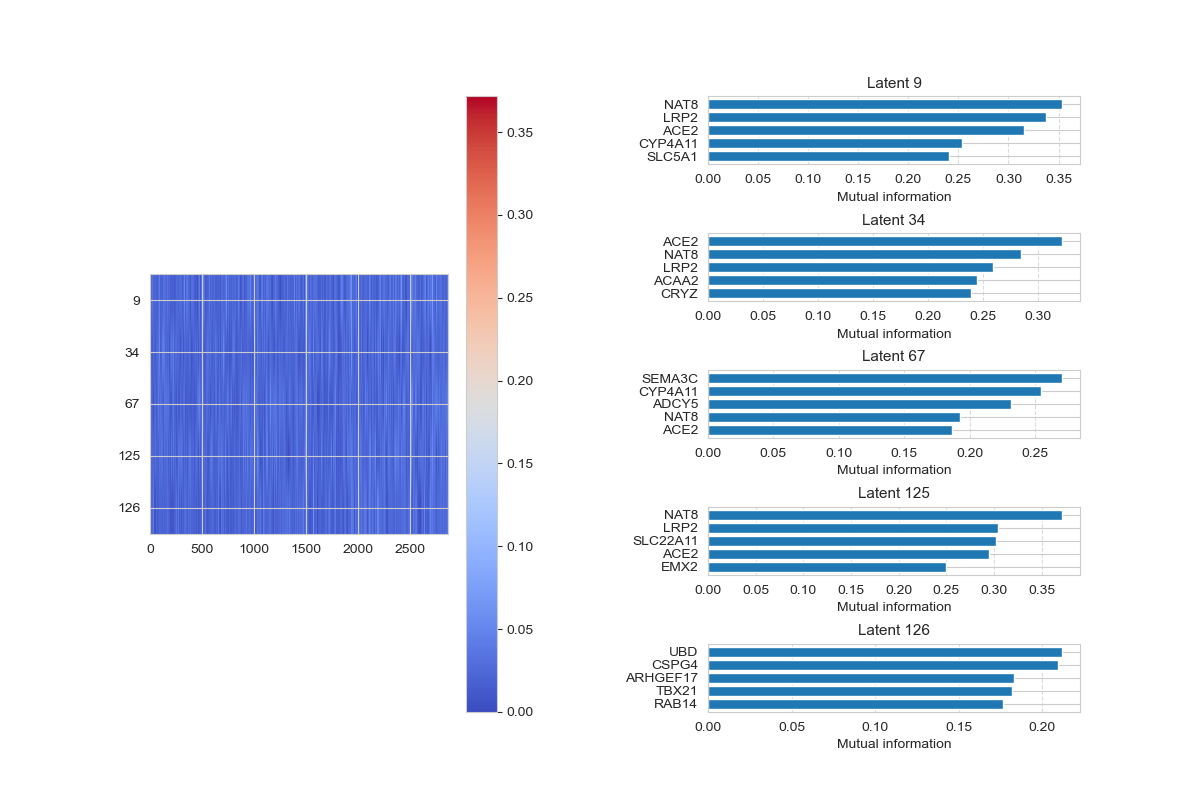 9
34
67
125
126
0 500 1000 1500 2000 2500
0.35
0.30
0.25
0.20
0.15
0.10
0.05
0.00
Latent 9
NAT8
LRP2
ACE2
CYP4A11
SLC5A1
0.00 0.05 0.10 0.15 0.20 0.25 0.30 0.35
Mutual information
Latent 34
ACE2
NAT8
LRP2
ACAA2
CRYZ
0.00 0.05 0.10 0.15 0.20 0.25 0.30
Mutual information
Latent 67
SEMA3C
CYP4A11
ADCY5
NAT8
ACE2
0.00 0.05 0.10 0.15 0.20 0.25
Mutual information
Latent 125
NAT8
LRP2
SLC22A11
ACE2
EMX2
0.00 0.05 0.10 0.15 0.20 0.25 0.30 0.35
Mutual information
Latent 126
UBD
CSPG4
ARHGEF17
TBX21
RAB14
0.00 0.05 0.10 0.15 0.20
Mutual information